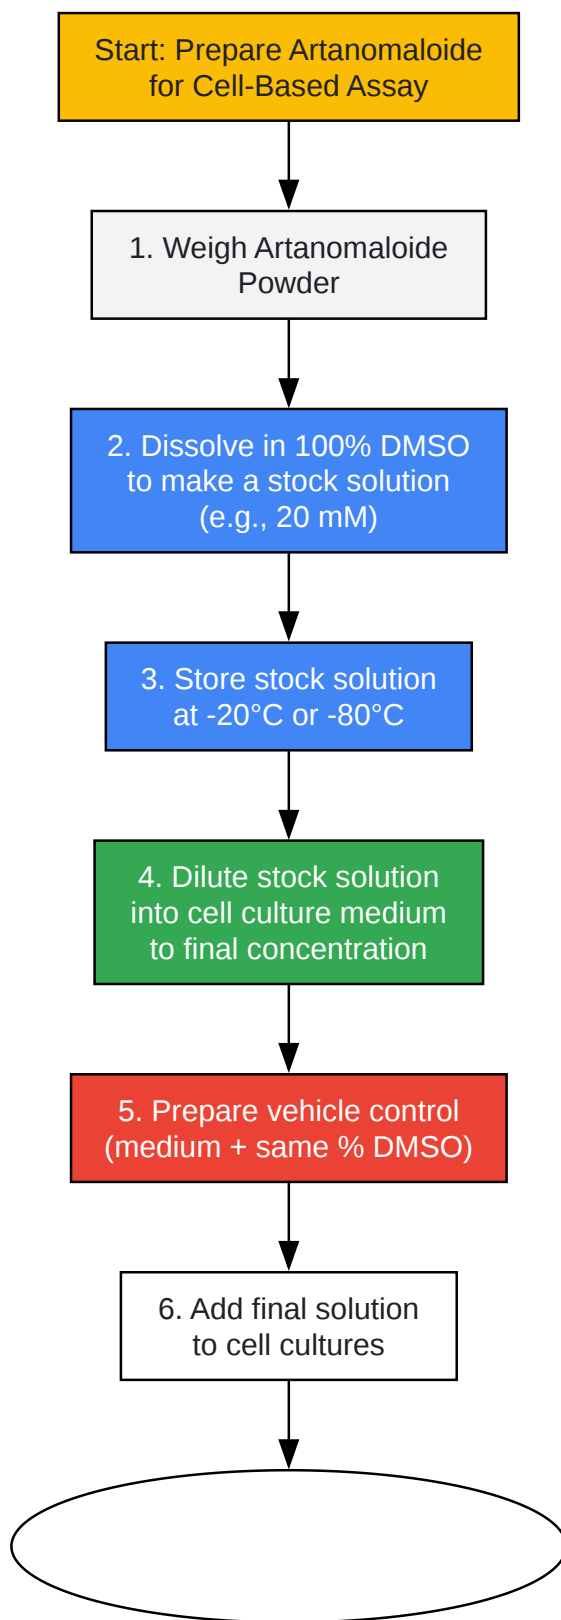 Start: Prepare Artanomaloide
for Cell-Based Assay
1. Weigh Artanomaloide
Powder
2. Dissolve in 100% DMSO
to make a stock solution
(e.g., 20 mM)
3. Store stock solution
at -20°C or -80°C
4. Dilute stock solution
into cell culture medium
to final concentration
5. Prepare vehicle control
(medium + same % DMSO)
6. Add final solution
to cell cultures